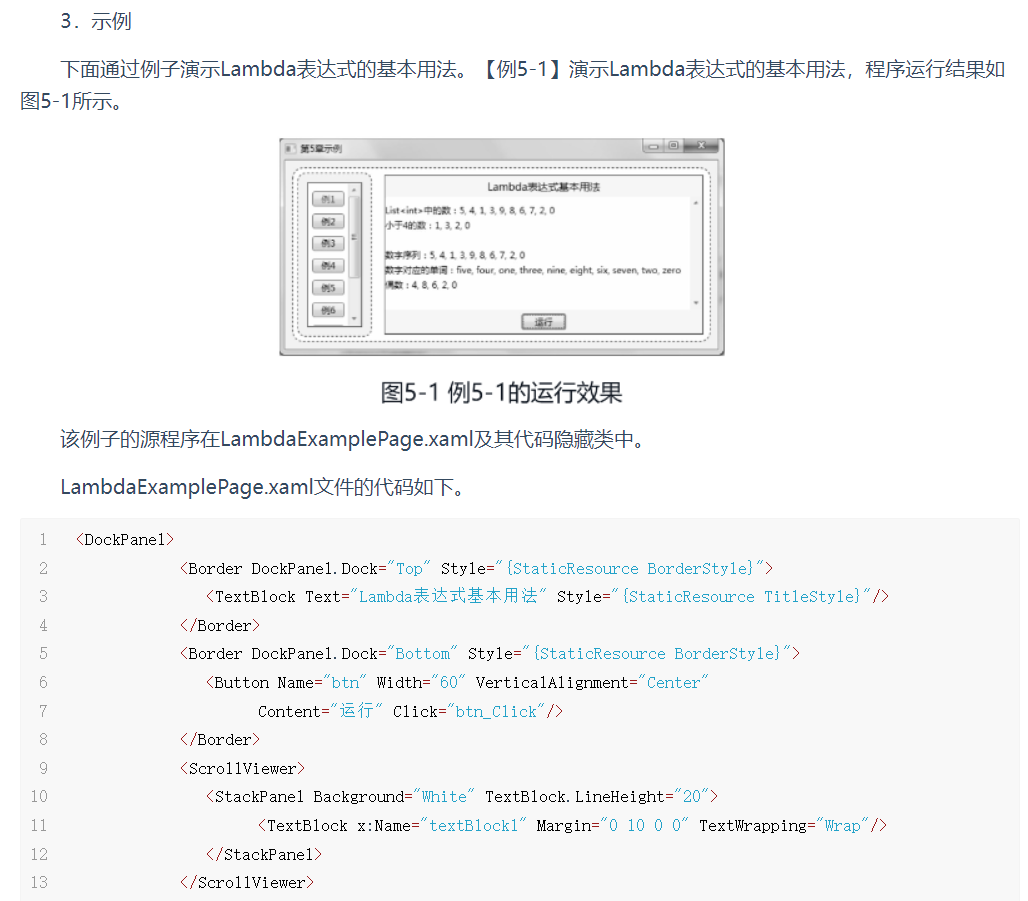 3．示例
下面通过例子演示Lambda表达式的基本用法。【例5-1】演示Lambda表达式的基本用法，程序运行结果如
图5-1所示。
第5章示例
Lambda表达式基本用法
例1
例2
例3
例4
例5
例6
List<int>中的数：5, 4, 1, 3, 9, 8, 6, 7, 2, 0
小于4的数：1, 3, 2, 0
数字序列：5, 4, 1, 3, 9, 8, 6, 7, 2, 0
数字对应的单词：five, four, one, three, nine, eight, six, seven, two, zero
偶数：4, 8, 6, 2, 0
运行
图5-1 例5-1的运行效果
该例子的源程序在LambdaExamplePage.xaml及其代码隐藏类中。
LambdaExamplePage.xaml文件的代码如下。
1 <DockPanel>
2 <Border DockPanel.Dock="Top" Style="{StaticResource BorderStyle}">
3 <TextBlock Text="Lambda表达式基本用法" Style="{StaticResource TitleStyle}"/>
4 </Border>
5 <Border DockPanel.Dock="Bottom" Style="{StaticResource BorderStyle}">
6 <Button Name="btn" Width="60" VerticalAlignment="Center"
7 Content="运行" Click="btn_Click"/>
8 </Border>
9 <ScrollViewer>
10 <StackPanel Background="White" TextBlock.LineHeight="20">
11 <TextBlock x:Name="textBlock1" Margin="0 10 0 0" TextWrapping="Wrap"/>
12 </StackPanel>
13 </ScrollViewer>